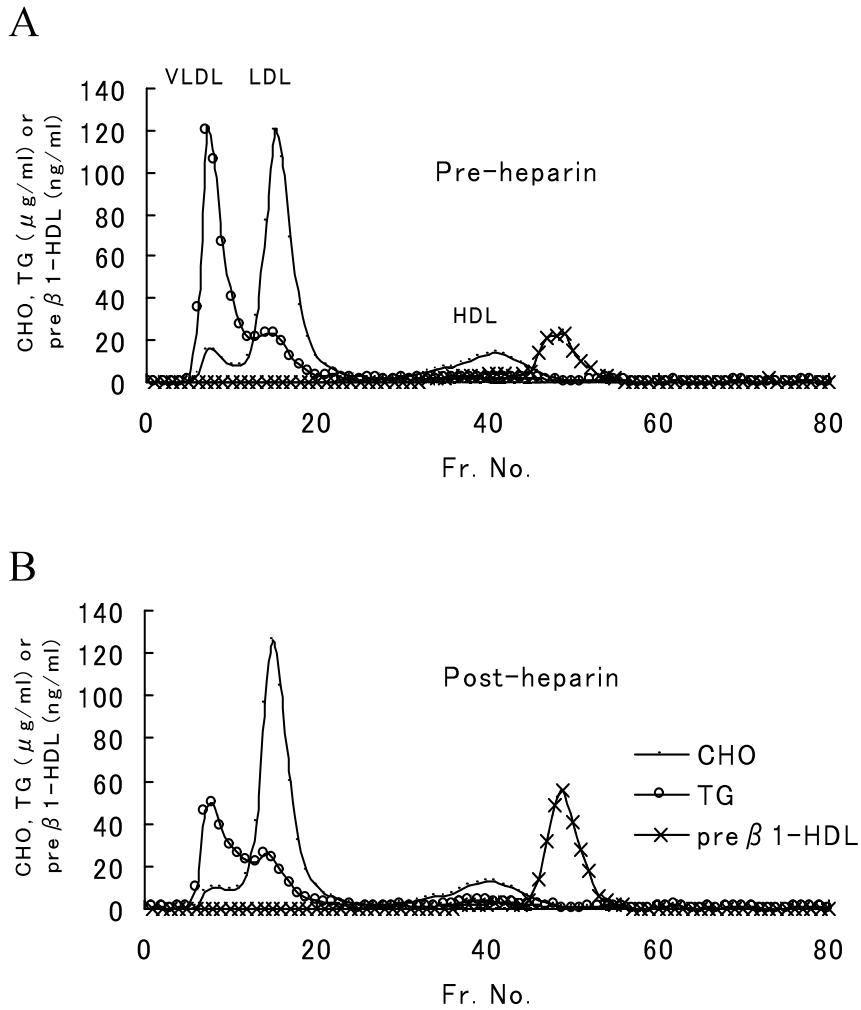 A
VLDL LDL
140
120
100
80
60
40
20
0
CHO, TG (μg/ml) or
preβ1-HDL (ng/ml)
Pre-heparin
HDL
0 20 40 60 80
Fr. No.
B
140
120
100
80
60
40
20
0
CHO, TG (μg/ml) or
preβ1-HDL (ng/ml)
Post-heparin
CHO
TG
preβ1-HDL
0 20 40 60 80
Fr. No.